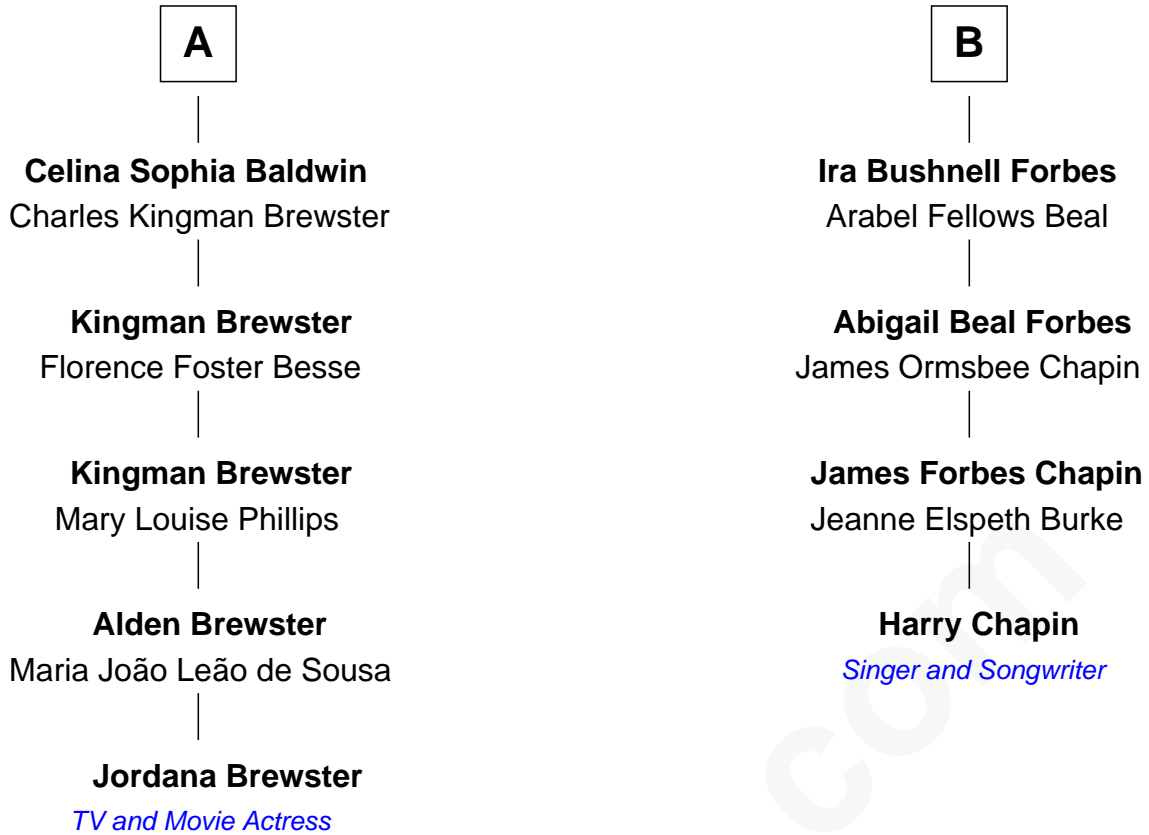 A
Celina Sophia Baldwin
Charles Kingman Brewster
Kingman Brewster
Florence Foster Besse
Kingman Brewster
Mary Louise Phillips
Alden Brewster
Maria João Leão de Sousa
Jordana Brewster
TV and Movie Actress
B
Ira Bushnell Forbes
Arabel Fellows Beal
Abigail Beal Forbes
James Ormsbee Chapin
James Forbes Chapin
Jeanne Elspeth Burke
Harry Chapin
Singer and Songwriter
com